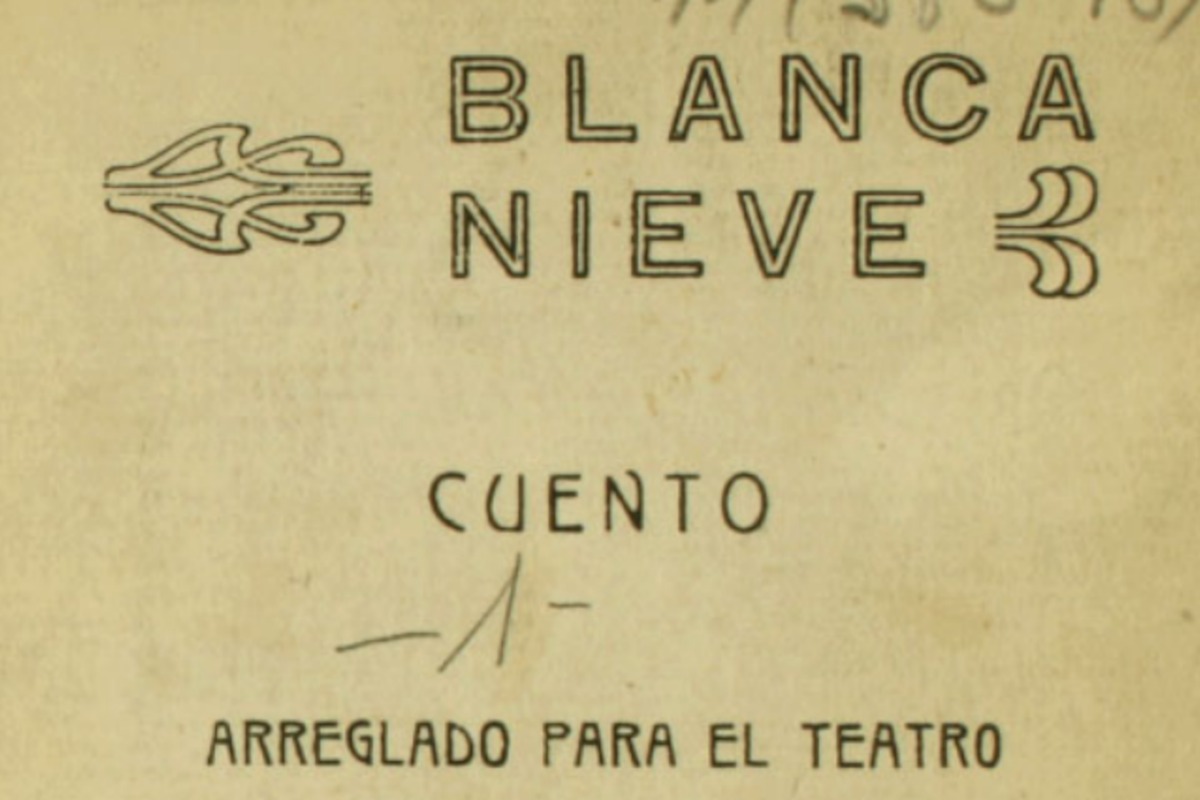 BLANCA
NIEVE
CUENTO
-1-
ARREGLADO PARA EL TEATRO